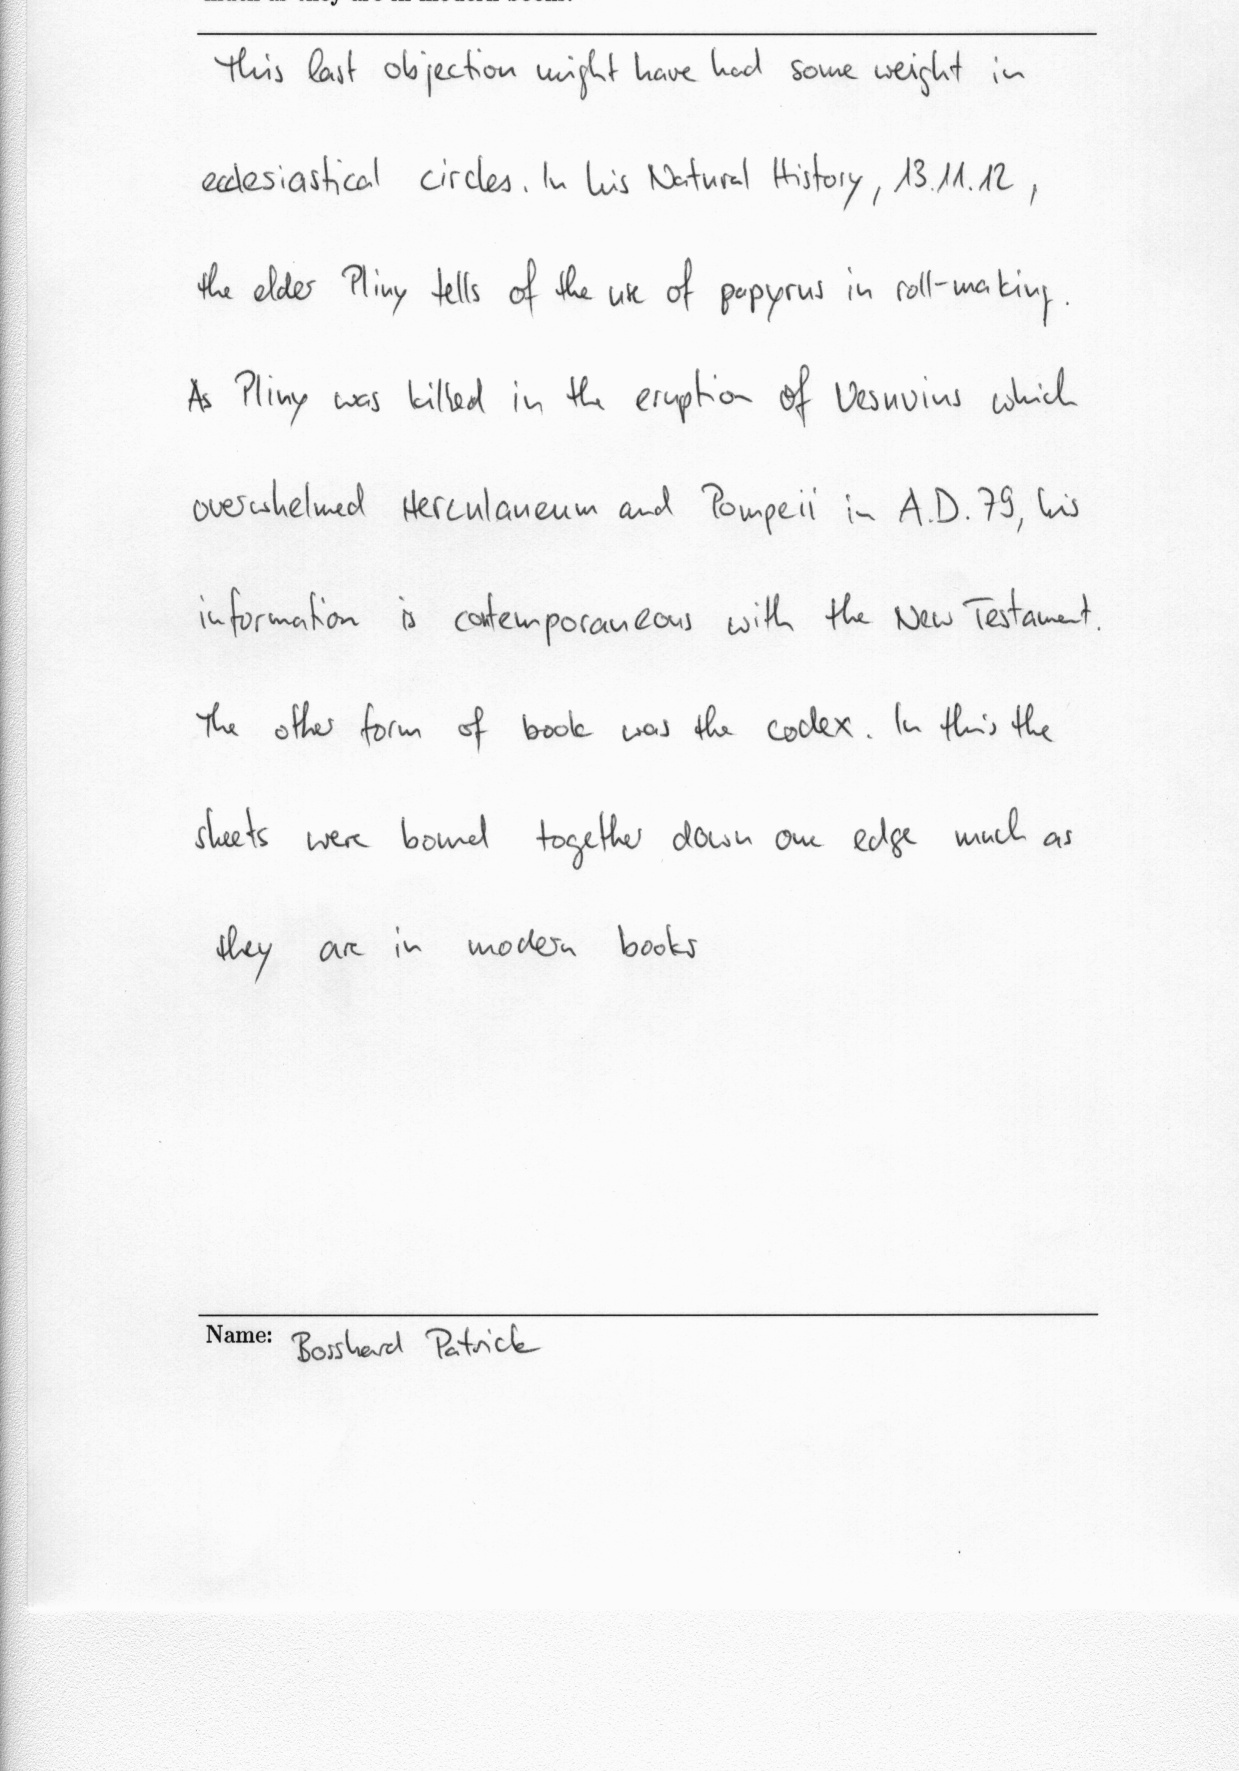 This last objection might have had some weight in
ecclesiastical circles. In his Natural History, 13.11.12,
the elder Pliny tells of the use of papyrus in roll-making.
As Pliny was killed in the eruption of Vesuvius which
overwhelmed Herculaneum and Pompeii in A.D. 79, his
information is contemporaneous with the New Testament.
The other form of book was the codex. In this the
sheets were bound together down one edge much as
they are in modern books
Name: Bosshard Patrick